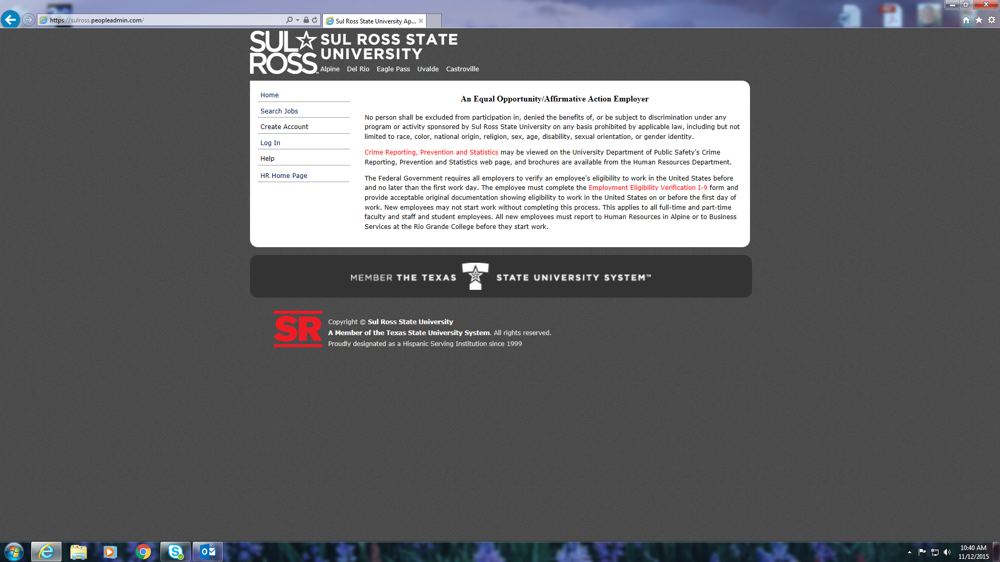 https://sulross.peopleadmin.com/
Sul Ross State University Ap...
SUL ROSS
SUL ROSS STATE
UNIVERSITY
Alpine Del Rio Eagle Pass Uvalde Castroville
Home
Search Jobs
Create Account
Log In
Help
HR Home Page
An Equal Opportunity/Affirmative Action Employer
No person shall be excluded from participation in, denied the benefits of, or be subject to discrimination under any
program or activity sponsored by Sul Ross State University on any basis prohibited by applicable law, including but not
limited to race, color, national origin, religion, sex, age, disability, sexual orientation, or gender identity.
Crime Reporting, Prevention and Statistics may be viewed on the University Department of Public Safety's Crime
Reporting, Prevention and Statistics web page, and brochures are available from the Human Resources Department.
The Federal Government requires all employers to verify an employee's eligibility to work in the United States before
and no later than the first work day. The employee must complete the Employment Eligibility Verification I-9 form and
provide acceptable original documentation showing eligibility to work in the United States on or before the first day of
work. New employees may not start work without completing this process. This applies to all full-time and part-time
faculty and staff and student employees. All new employees must report to Human Resources in Alpine or to Business
Services at the Rio Grande College before they start work.
MEMBER THE TEXAS STATE UNIVERSITY SYSTEM™
SR
Copyright © Sul Ross State University
A Member of the Texas State University System. All rights reserved.
Proudly designated as a Hispanic Serving Institution since 1999
10:40 AM
11/12/2015